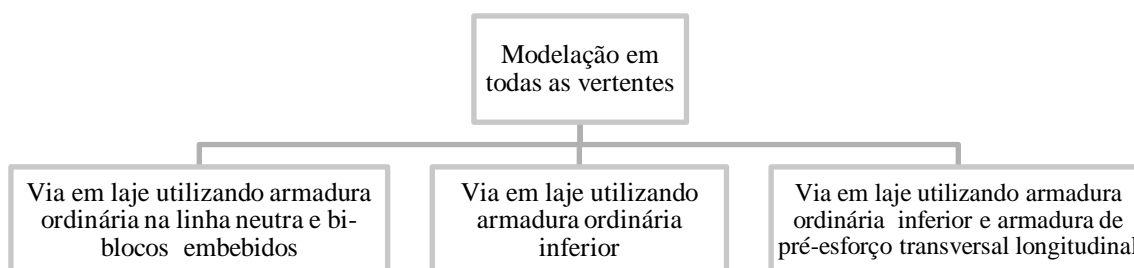 Modelação em
todas as vertentes
Via em laje utilizando armadura
ordinária na linha neutra e bi-
blocos embebidos
Via em laje utilizando
armadura ordinária
inferior
Via em laje utilizando armadura
ordinária inferior e armadura de
pré-esforço transversal longitudinal